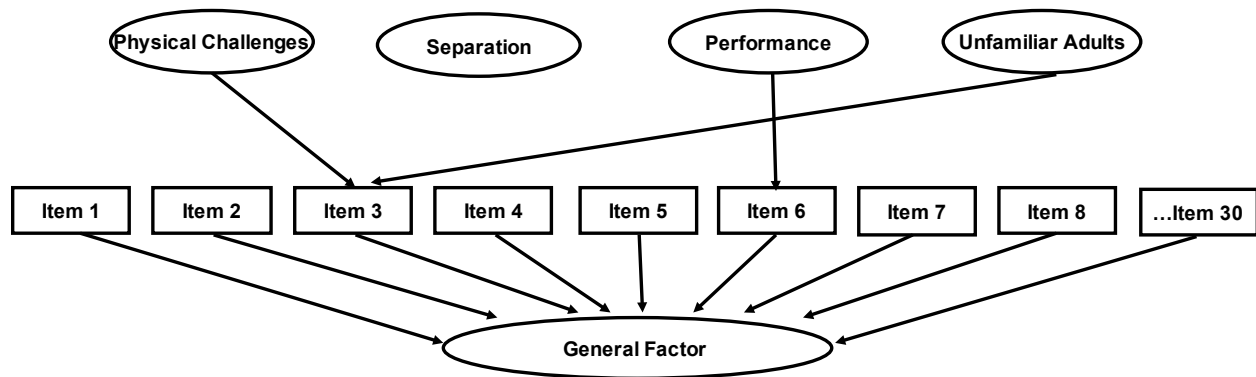 Physical Challenges
Separation
Performance
Unfamiliar Adults
Item 1
Item 2
Item 3
Item 4
Item 5
Item 6
Item 7
Item 8
…Item 30
General Factor